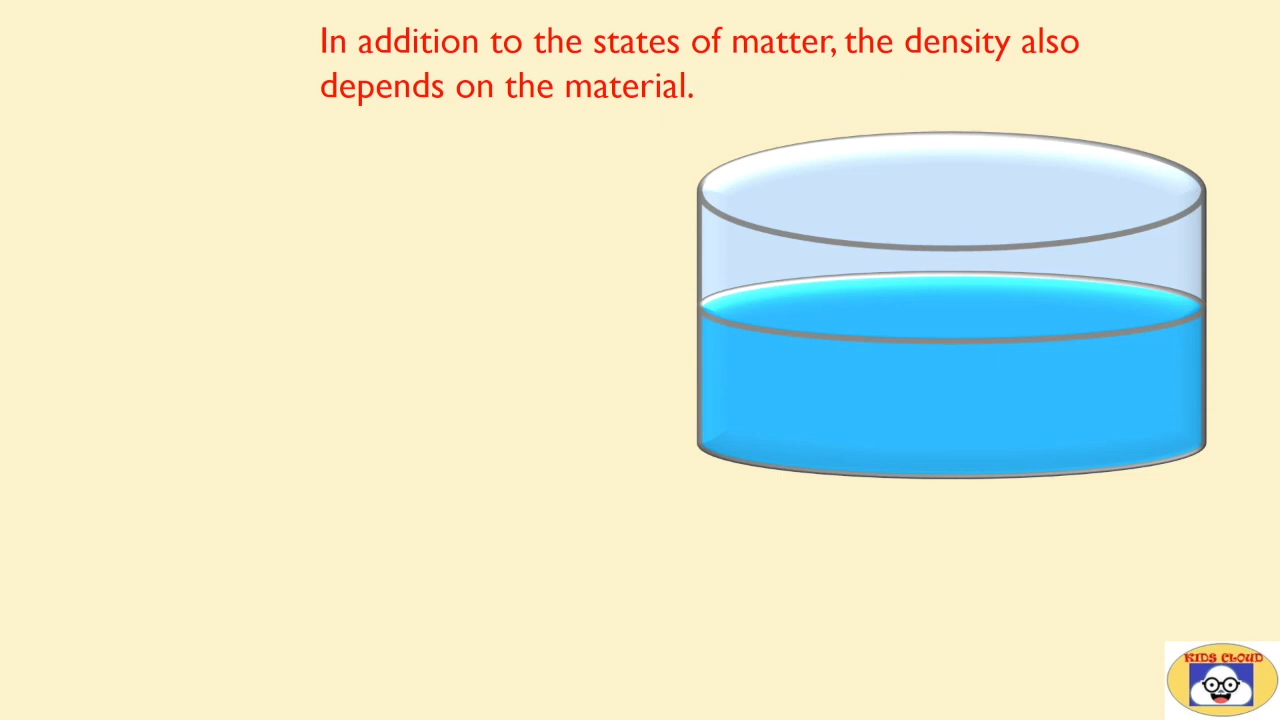 In addition to the states of matter, the density also
depends on the material.
KIDS CLOUD